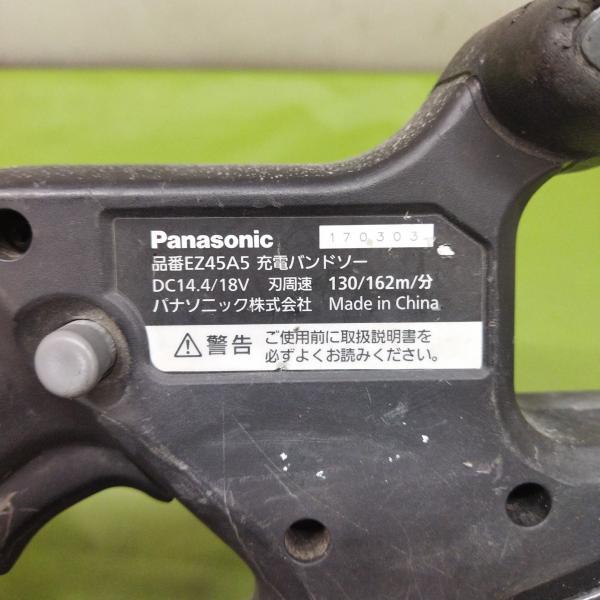 Panasonic 170303
品番EZ45A5 充電バンドソー
DC14.4/18V 刃周速 130/162m/分
パナソニック株式会社 Made in China
⚠警告 ご使用前に取扱説明書を
必ずよくお読みください。